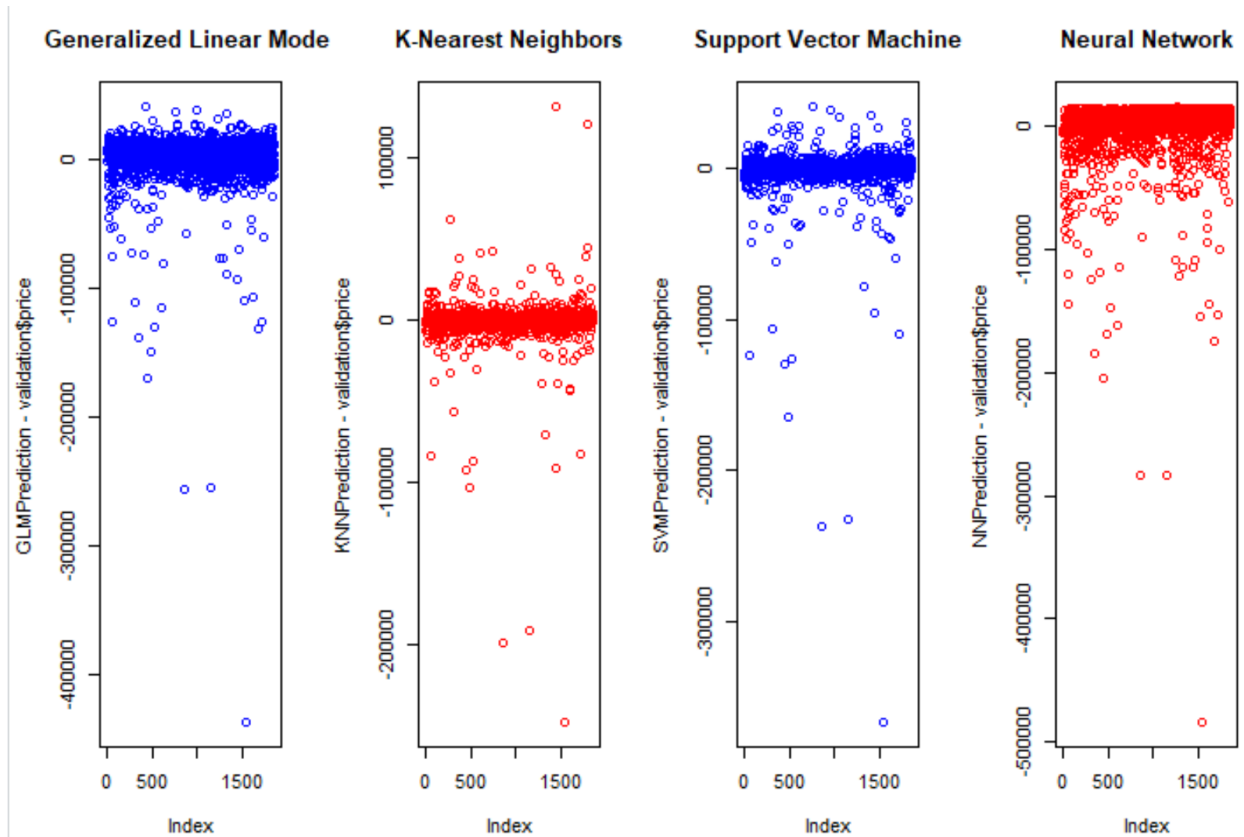 Generalized Linear Mode
GLMPrediction - validation$price
0
-100000
-200000
-300000
-400000
0 500 1500
Index
K-Nearest Neighbors
KNNPrediction - validation$price
100000
0
-100000
-200000
0 500 1500
Index
Support Vector Machine
SVMPrediction - validation$price
0
-100000
-200000
-300000
0 500 1500
Index
Neural Network
NNPrediction - validation$price
0
-100000
-200000
-300000
-400000
-500000
0 500 1500
Index